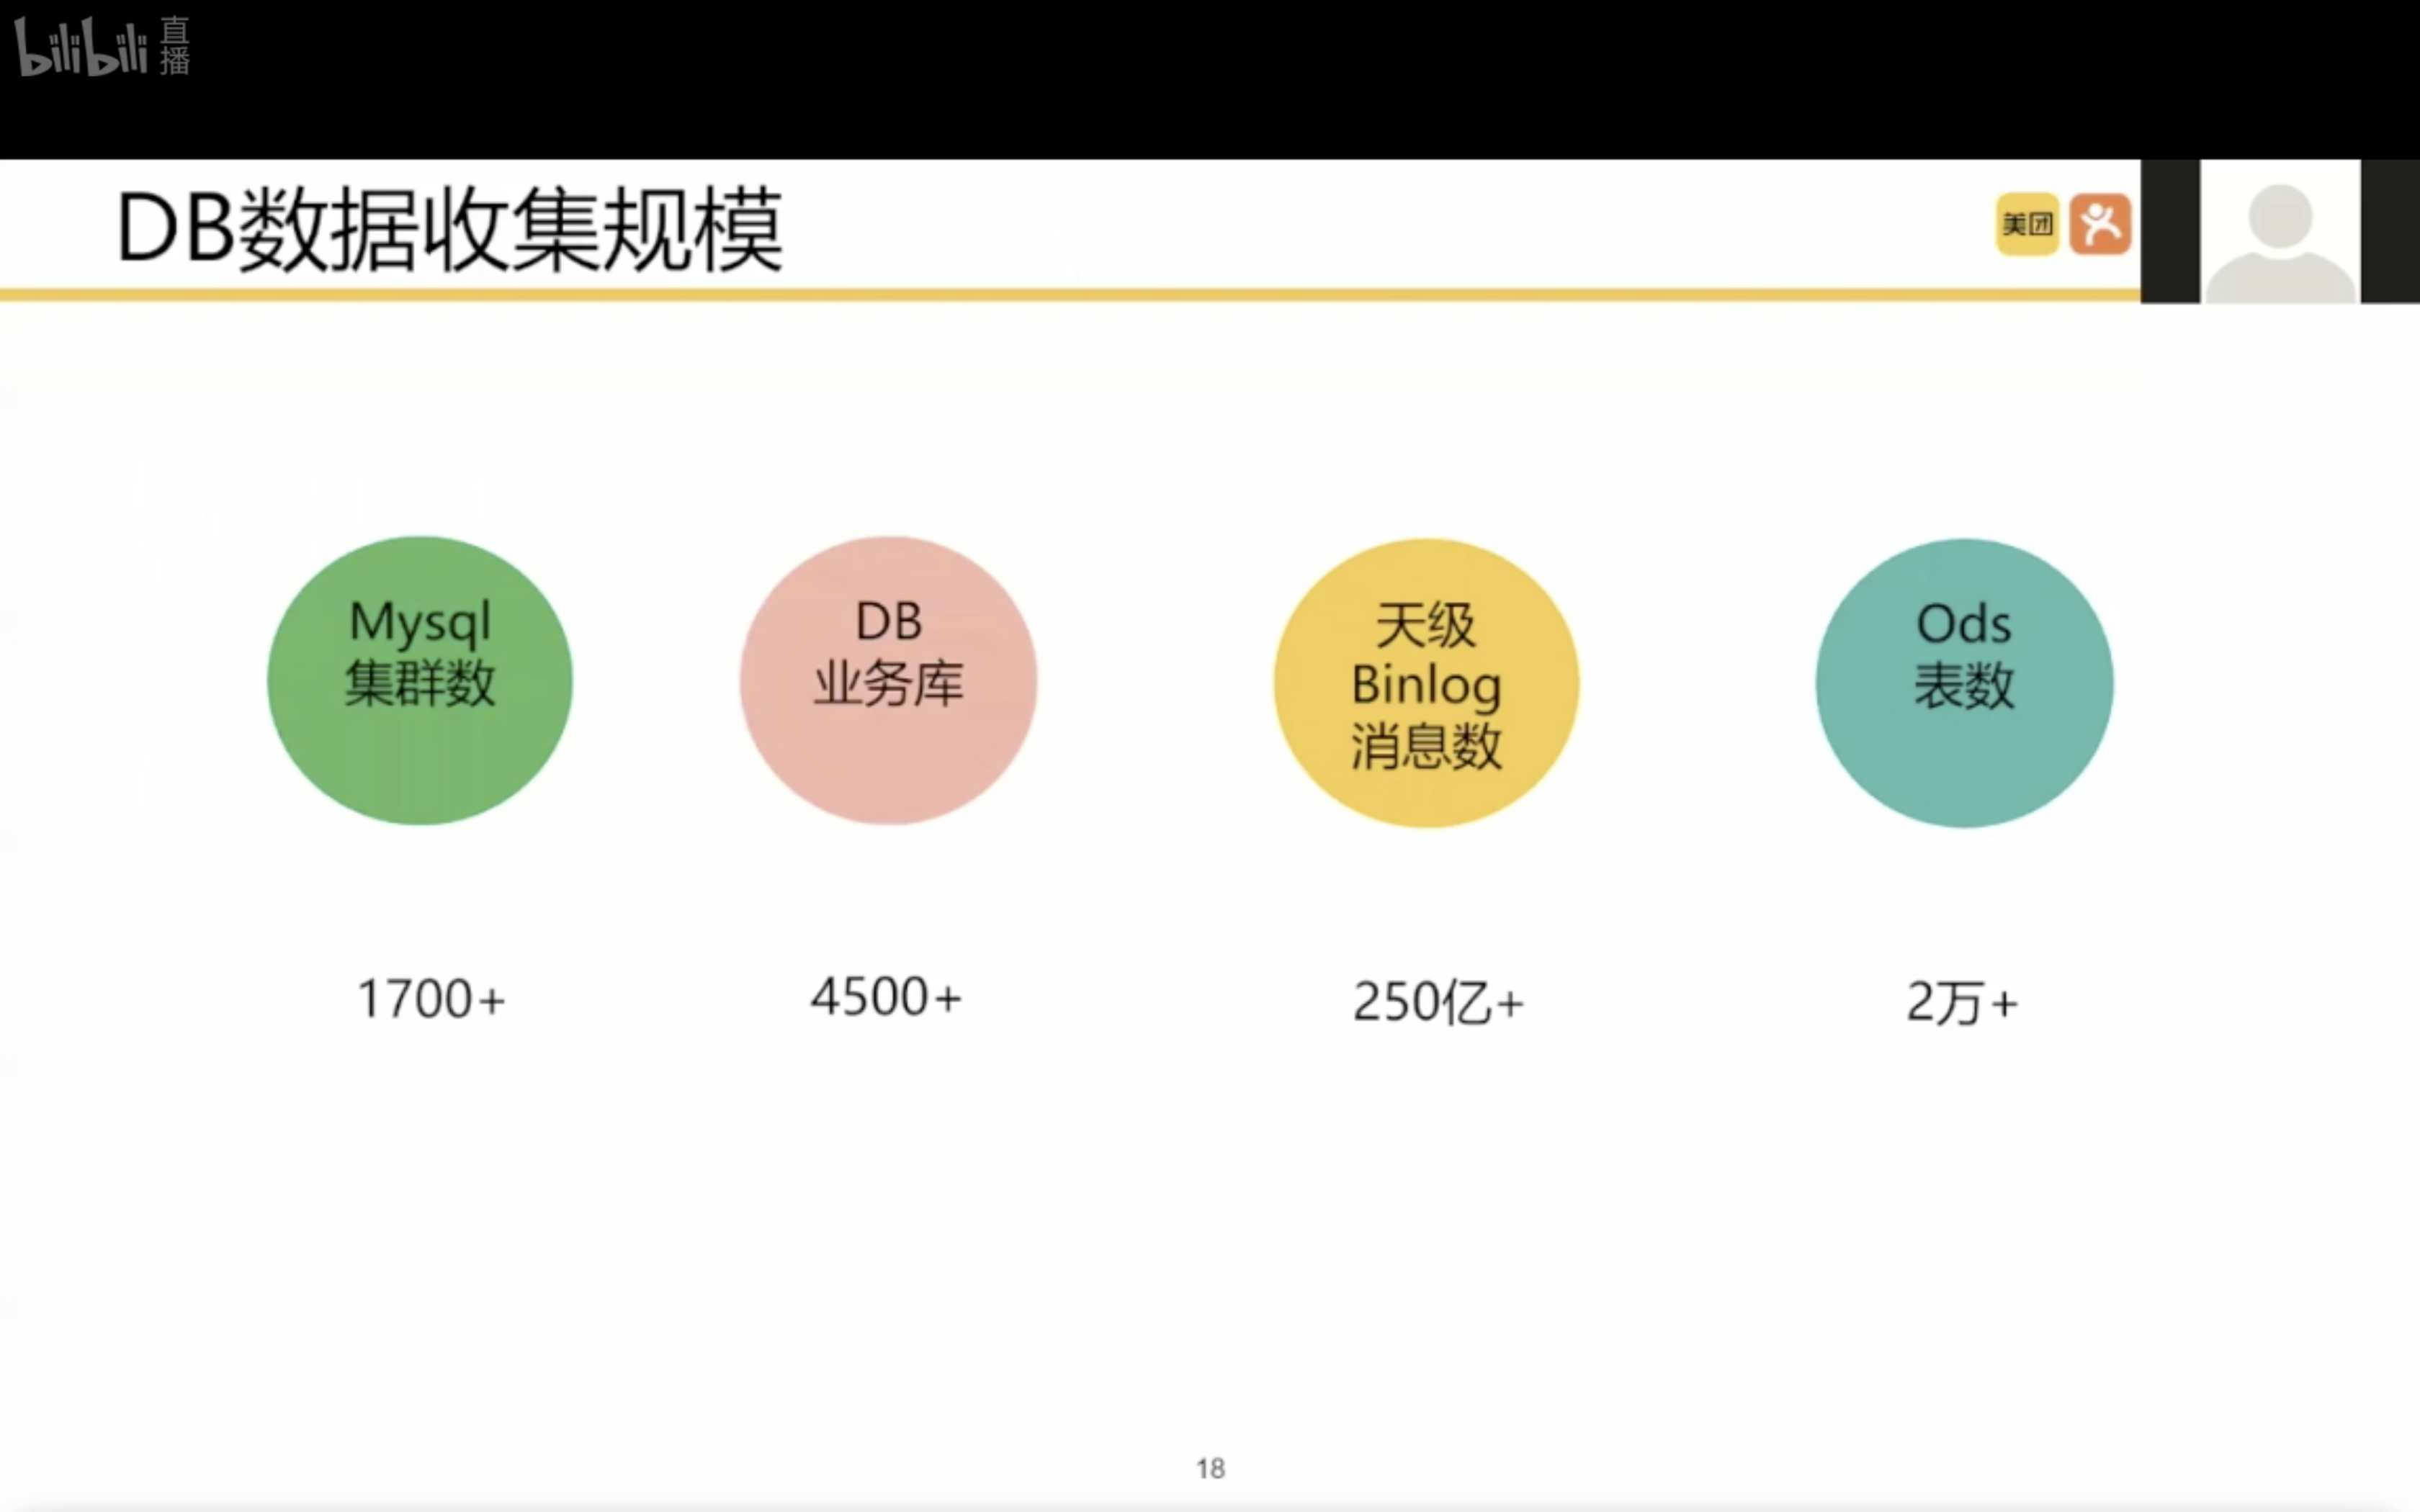 bilibili 直播
DB数据收集规模
美团
Mysql
集群数
DB
业务库
天级
Binlog
消息数
Ods
表数
1700+
4500+
250亿+
2万+
18